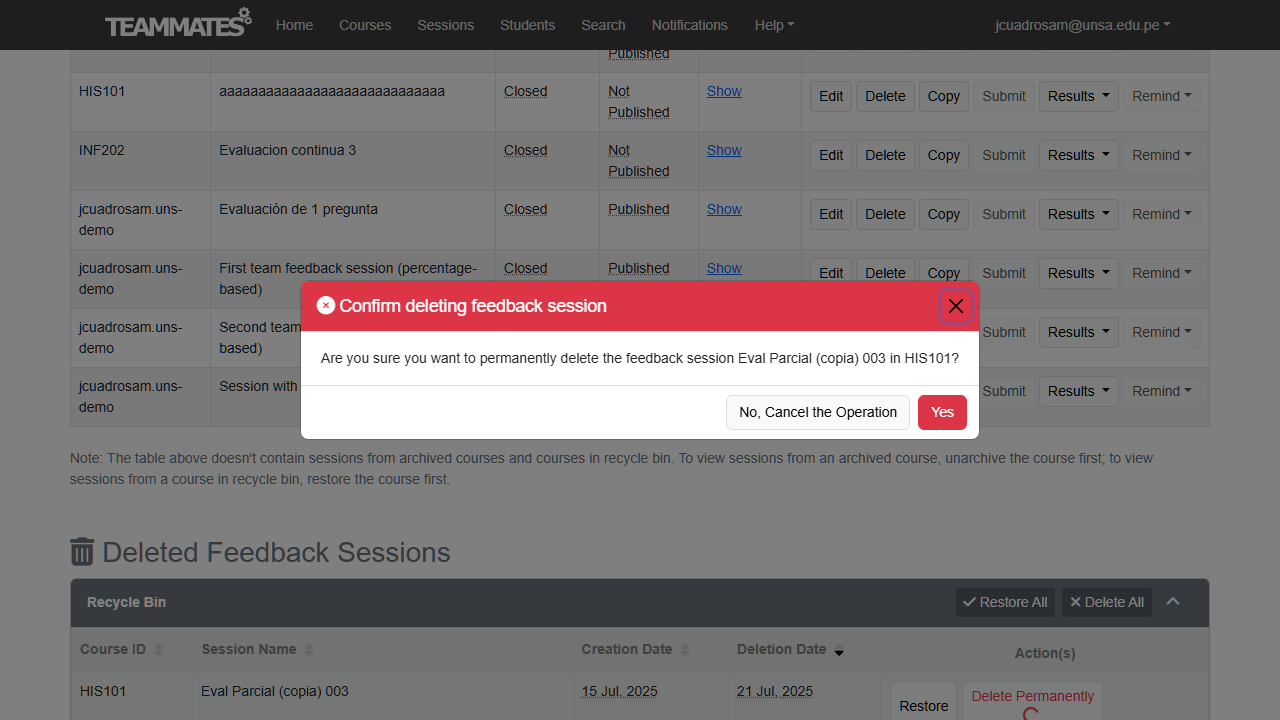 TEAMMATES Home Courses Sessions Students Search Notifications Help jcuadrosam@unsa.edu.pe
Published
HIS101 aaaaaaaaaaaaaaaaaaaaaaaaaaaaa Closed Not Published Show Edit Delete Copy Submit Results Remind
INF202 Evaluacion continua 3 Closed Not Published Show Edit Delete Copy Submit Results Remind
jcuadrosam.uns-demo Evaluación de 1 pregunta Closed Published Show Edit Delete Copy Submit Results Remind
jcuadrosam.uns-demo First team feedback session (percentage-based) Closed Published Show Edit Delete Copy Submit Results Remind
jcuadrosam.uns-demo Second team based) Submit Results Remind
jcuadrosam.uns-demo Session with Submit Results Remind
Confirm deleting feedback session
Are you sure you want to permanently delete the feedback session Eval Parcial (copia) 003 in HIS101?
No, Cancel the Operation Yes
Note: The table above doesn't contain sessions from archived courses and courses in recycle bin. To view sessions from an archived course, unarchive the course first; to view
sessions from a course in recycle bin, restore the course first.
Deleted Feedback Sessions
Recycle Bin Restore All Delete All
Course ID Session Name Creation Date Deletion Date Action(s)
HIS101 Eval Parcial (copia) 003 15 Jul, 2025 21 Jul, 2025 Restore Delete Permanently